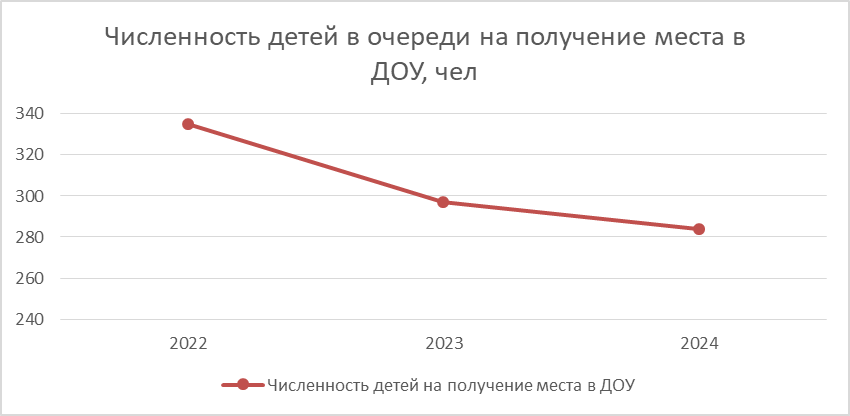 Численность детей в очереди на получение места в
ДОУ, чел
340
320
300
280
260
240
2022 2023 2024
Численность детей на получение места в ДОУ